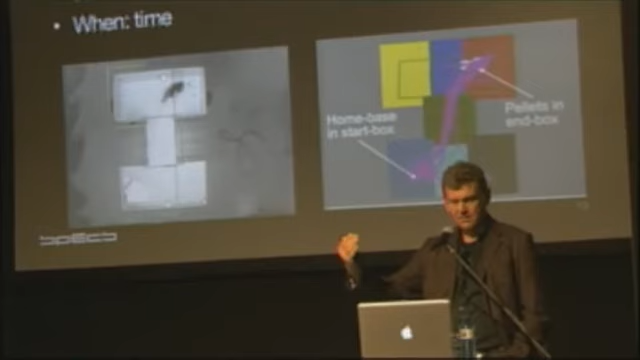 • When: time
Home-base
in start-box
Pellets in
end-box